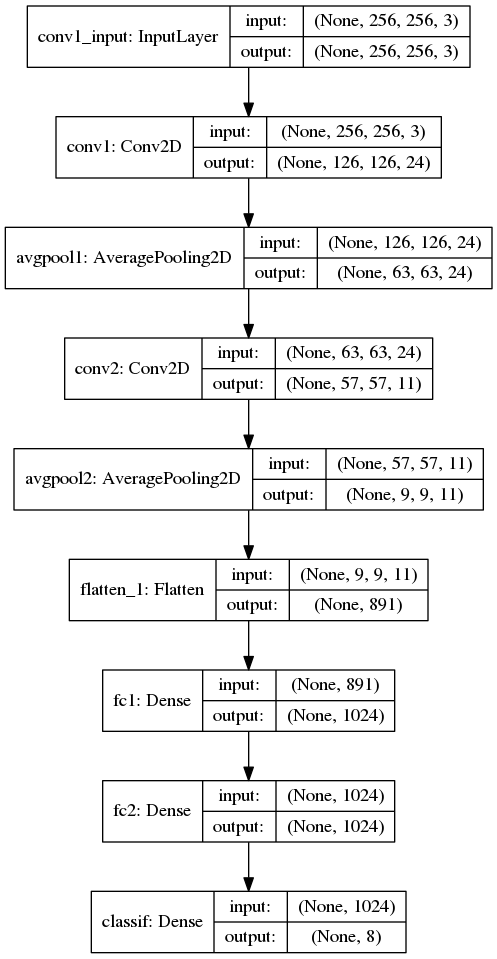 conv1_input: InputLayer
input: (None, 256, 256, 3)
output: (None, 256, 256, 3)
conv1: Conv2D
input: (None, 256, 256, 3)
output: (None, 126, 126, 24)
avgpool1: AveragePooling2D
input: (None, 126, 126, 24)
output: (None, 63, 63, 24)
conv2: Conv2D
input: (None, 63, 63, 24)
output: (None, 57, 57, 11)
avgpool2: AveragePooling2D
input: (None, 57, 57, 11)
output: (None, 9, 9, 11)
flatten_1: Flatten
input: (None, 9, 9, 11)
output: (None, 891)
fc1: Dense
input: (None, 891)
output: (None, 1024)
fc2: Dense
input: (None, 1024)
output: (None, 1024)
classif: Dense
input: (None, 1024)
output: (None, 8)